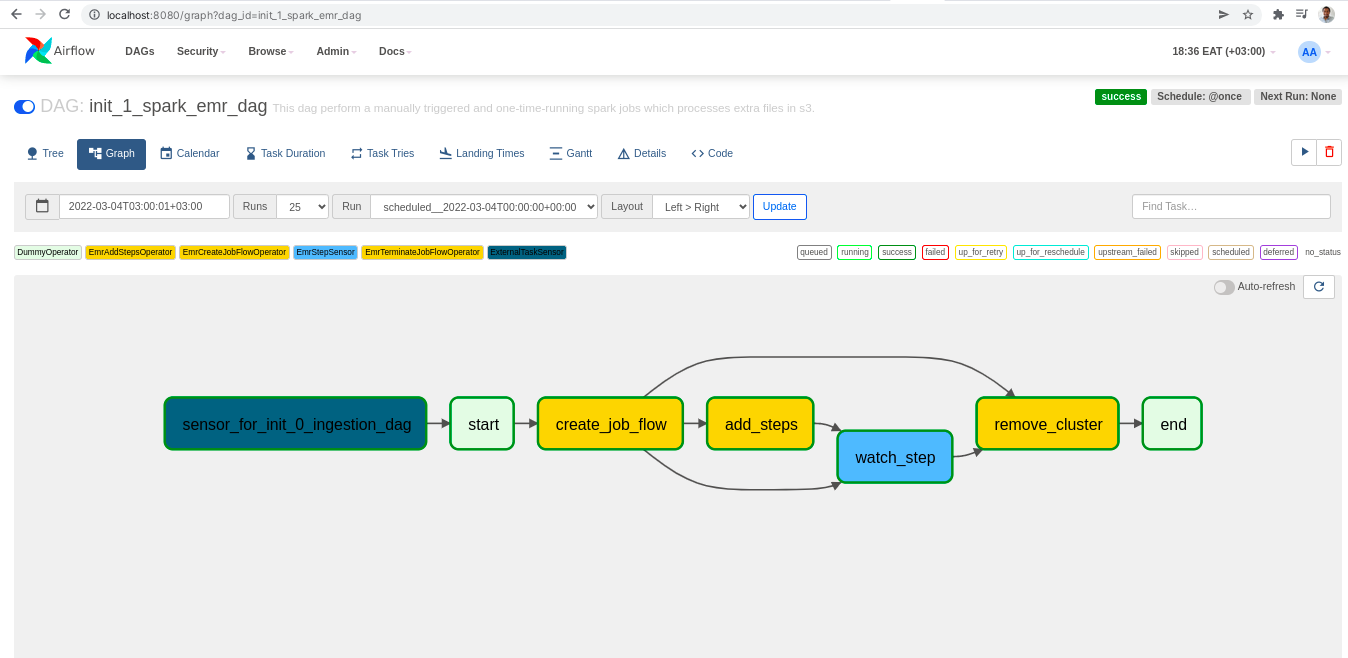 localhost:8080/graph?dag_id=init_1_spark_emr_dag
Airflow DAGs Security Browse Admin Docs 18:36 EAT (+03:00) AA
DAG: init_1_spark_emr_dag This dag perform a manually triggered and one-time-running spark jobs which processes extra files in s3. success Schedule: @once Next Run: None
Tree Graph Calendar Task Duration Task Tries Landing Times Gantt Details Code
2022-03-04T03:00:01+03:00 Runs 25 Run scheduled__2022-03-04T00:00:00+00:00 Layout Left > Right Update Find Task...
DummyOperator EmrAddStepsOperator EmrCreateJobFlowOperator EmrStepSensor EmrTerminateJobFlowOperator ExternalTaskSensor queued running success failed up_for_retry up_for_reschedule upstream_failed skipped scheduled deferred no_status
Auto-refresh
sensor_for_init_0_ingestion_dag start create_job_flow add_steps remove_cluster end
watch_step